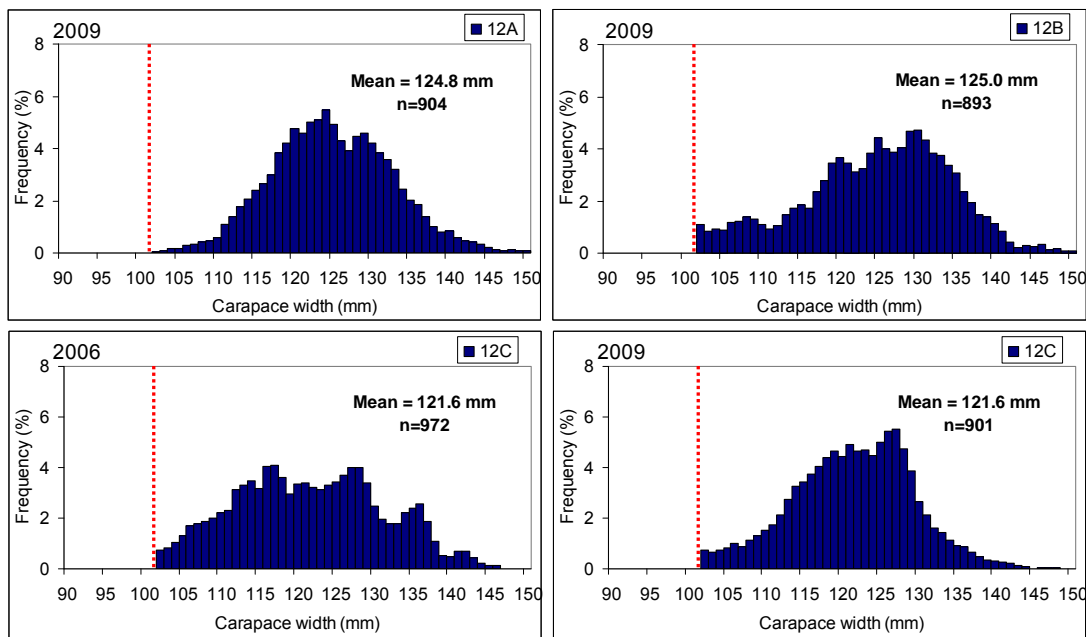 2009
12A
Mean = 124.8 mm
n=904
Frequency (%)
8
6
4
2
0
90 95 100 105 110 115 120 125 130 135 140 145 150
Carapace width (mm)
2009
12B
Mean = 125.0 mm
n=893
Frequency (%)
8
6
4
2
0
90 95 100 105 110 115 120 125 130 135 140 145 150
Carapace width (mm)
2006
12C
Mean = 121.6 mm
n=972
Frequency (%)
8
6
4
2
0
90 95 100 105 110 115 120 125 130 135 140 145 150
Carapace width (mm)
2009
12C
Mean = 121.6 mm
n=901
Frequency (%)
8
6
4
2
0
90 95 100 105 110 115 120 125 130 135 140 145 150
Carapace width (mm)